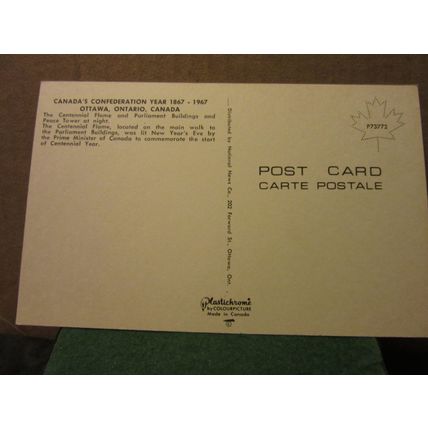 CANADA'S CONFEDERATION YEAR 1867 - 1967
OTTAWA, ONTARIO, CANADA
The Centennial Flame and Parliament Buildings and
Peace Tower at night.
The Centennial Flame, located on the main walk to
the Parliament Buildings, was lit New Year's Eve by
the Prime Minister of Canada to commemorate the start
of Centennial Year.
Distributed by National News Co., 202 Forward St., Ottawa, Ont.
P73772
POST CARD
CARTE POSTALE
Plastichrome
by COLOURPICTURE
Made in Canada